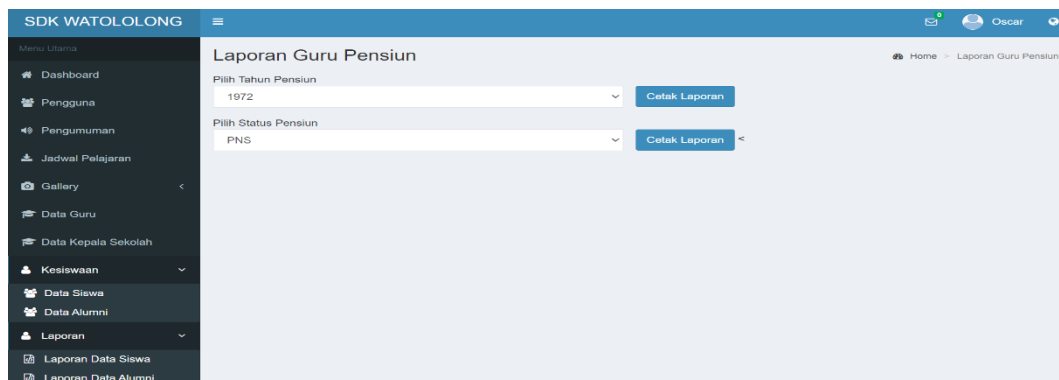 SDK WATOLOLONG
0
Oscar
Menu Utama
Dashboard
Pengguna
Pengumuman
Jadwal Pelajaran
Gallery
Data Guru
Data Kepala Sekolah
Kesiswaan
Data Siswa
Data Alumni
Laporan
Laporan Data Siswa
Laporan Data Alumni
Laporan Guru Pensiun
Home > Laporan Guru Pensiun
Pilih Tahun Pensiun
1972
Cetak Laporan
Pilih Status Pensiun
PNS
Cetak Laporan <